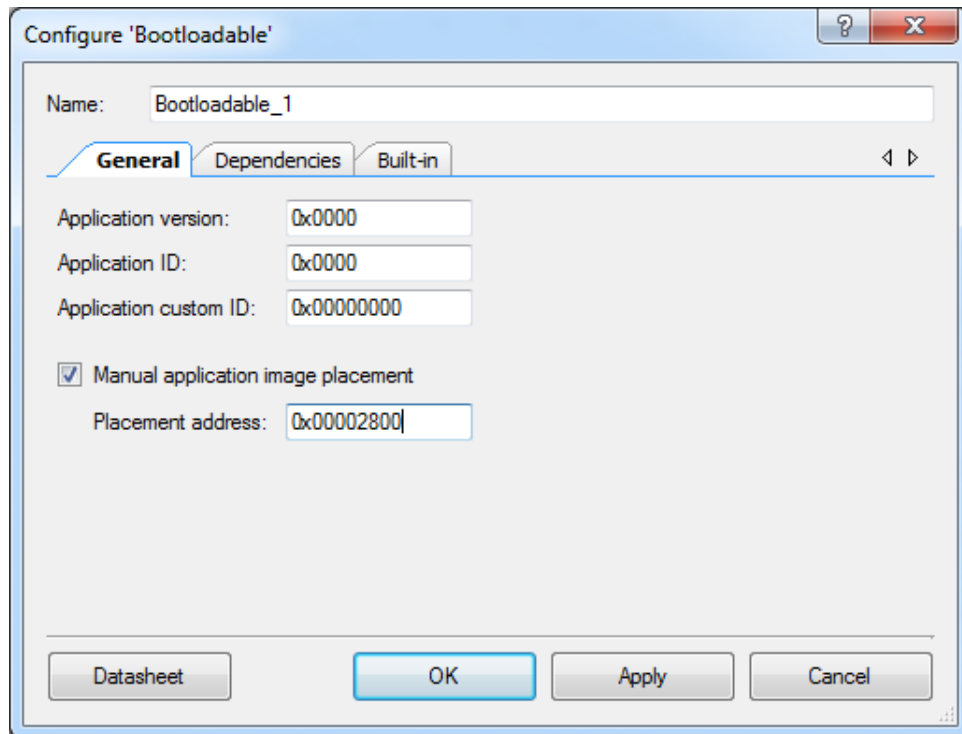 Configure 'Bootloadable'
Name: Bootloadable_1
General Dependencies Built-in
Application version: 0x0000
Application ID: 0x0000
Application custom ID: 0x00000000
Manual application image placement
Placement address: 0x00002800
Datasheet OK Apply Cancel